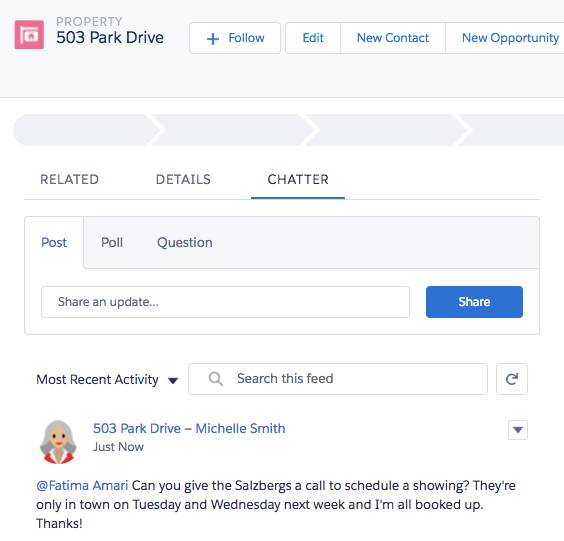 PROPERTY
503 Park Drive
+ Follow
Edit
New Contact
New Opportunity
RELATED
DETAILS
CHATTER
Post
Poll
Question
Share an update...
Share
Most Recent Activity
Search this feed
503 Park Drive – Michelle Smith
Just Now
@Fatima Amari Can you give the Salzbergs a call to schedule a showing? They're
only in town on Tuesday and Wednesday next week and I'm all booked up.
Thanks!